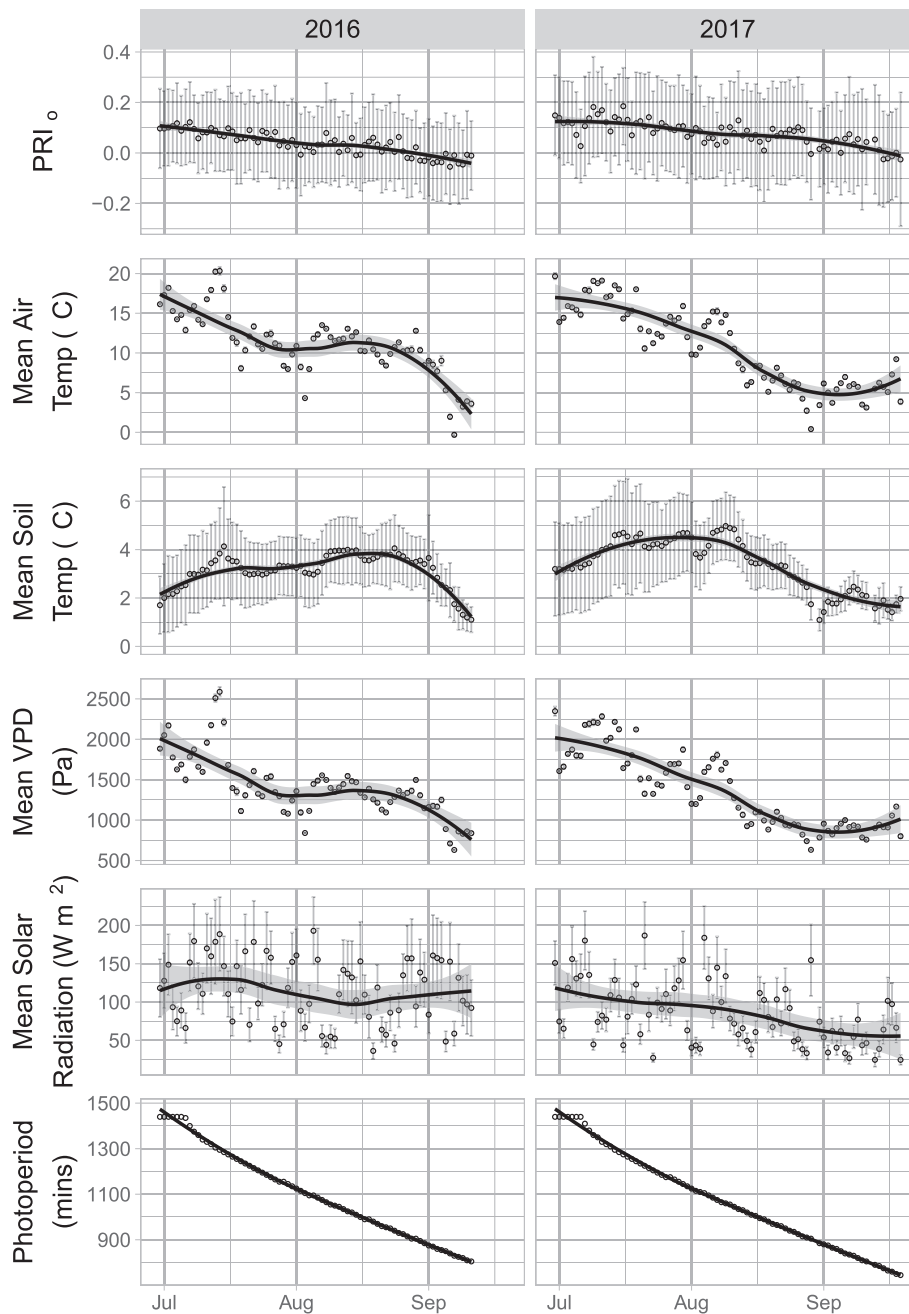 2016 2017
PRI o
0.4
0.2
0.0
−0.2
Mean Air
Temp ( C)
20
15
10
5
0
Mean Soil
Temp ( C)
6
4
2
0
Mean VPD
(Pa)
2500
2000
1500
1000
500
Mean Solar
Radiation (W m 2)
200
150
100
50
Photoperiod
(mins)
1500
1300
1100
900
Jul Aug Sep Jul Aug Sep